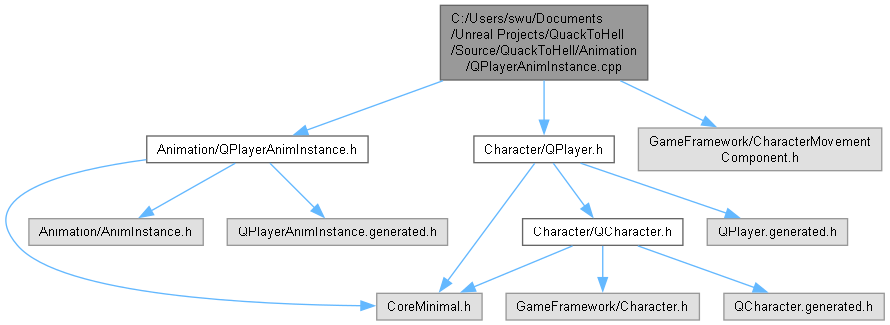 C:/Users/swu/Documents
/Unreal Projects/QuackToHell
/Source/QuackToHell/Animation
/QPlayerAnimInstance.cpp
Animation/QPlayerAnimInstance.h
Character/QPlayer.h
GameFramework/CharacterMovement
Component.h
Animation/AnimInstance.h
QPlayerAnimInstance.generated.h
Character/QCharacter.h
QPlayer.generated.h
CoreMinimal.h
GameFramework/Character.h
QCharacter.generated.h